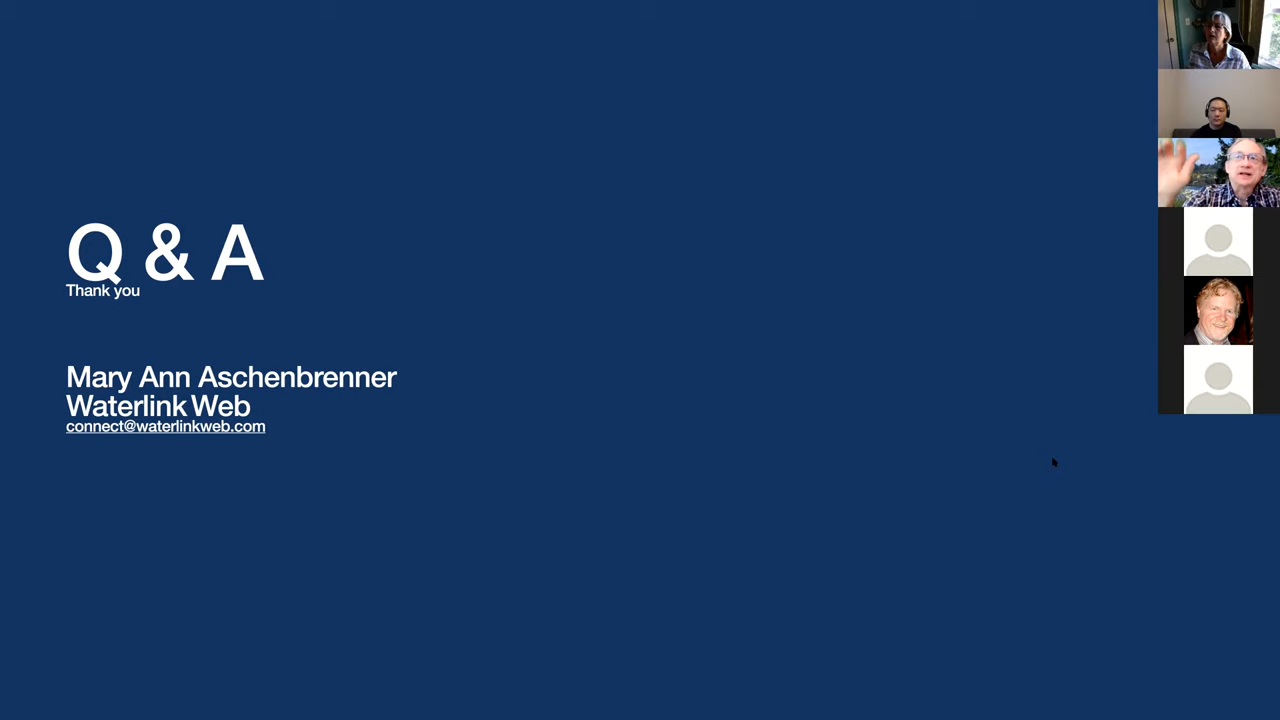 Q & A
Thank you
Mary Ann Aschenbrenner
Waterlink Web
connect@waterlinkweb.com